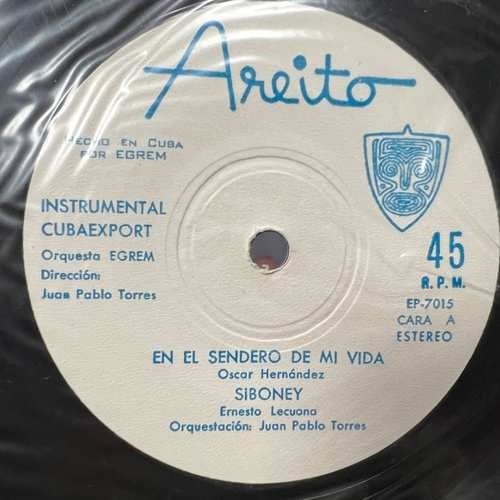 Areito
HECHO EN CUBA
POR EGREM
INSTRUMENTAL
CUBAEXPORT
Orquesta EGREM
Dirección:
Juan Pablo Torres
45
R.P.M.
EP-7015
CARA A
ESTEREO
EN EL SENDERO DE MI VIDA
Oscar Hernández
SIBONEY
Ernesto Lecuona
Orquestación: Juan Pablo Torres